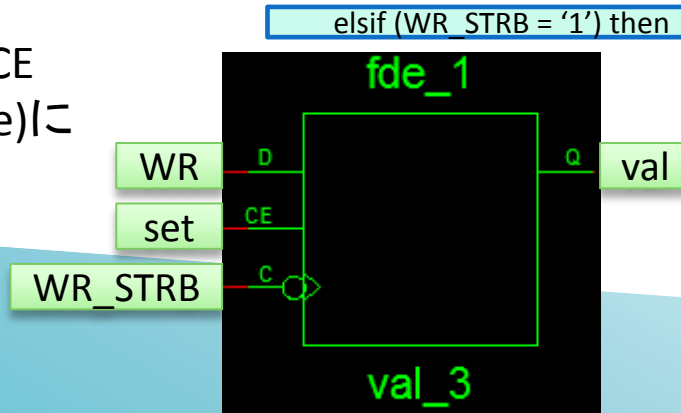 elsif (WR_STRB = ‘1’) then
CE
e)に
fde_1
WR
D
Q
val
set
CE
WR_STRB
C
val_3